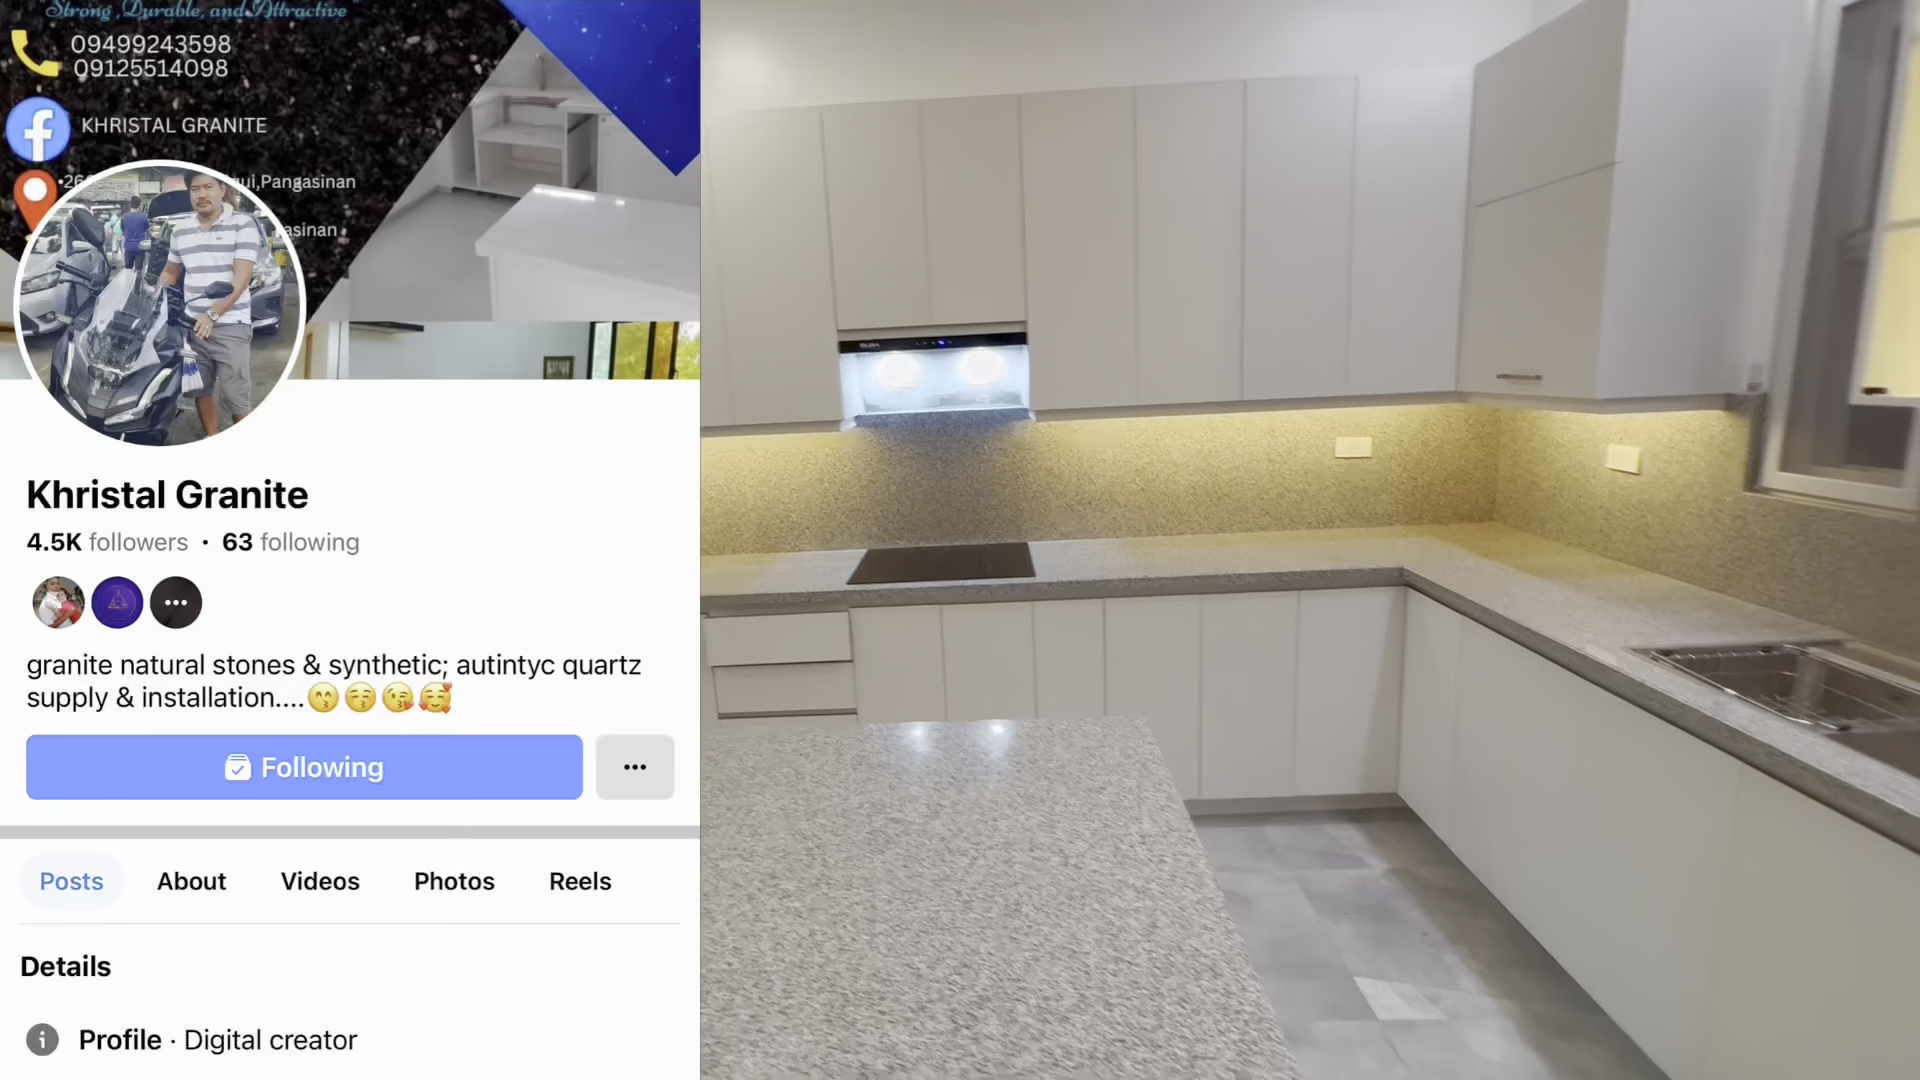 "Strong ,Durable, and Attractive"
09499243598
09125514098
KHRISTAL GRANITE
Pangasinan
Khristal Granite
4.5K followers • 63 following
granite natural stones & synthetic; autintyc quartz
supply & installation....😙😚😘🥰
Following
Posts About Videos Photos Reels
Details
Profile · Digital creator